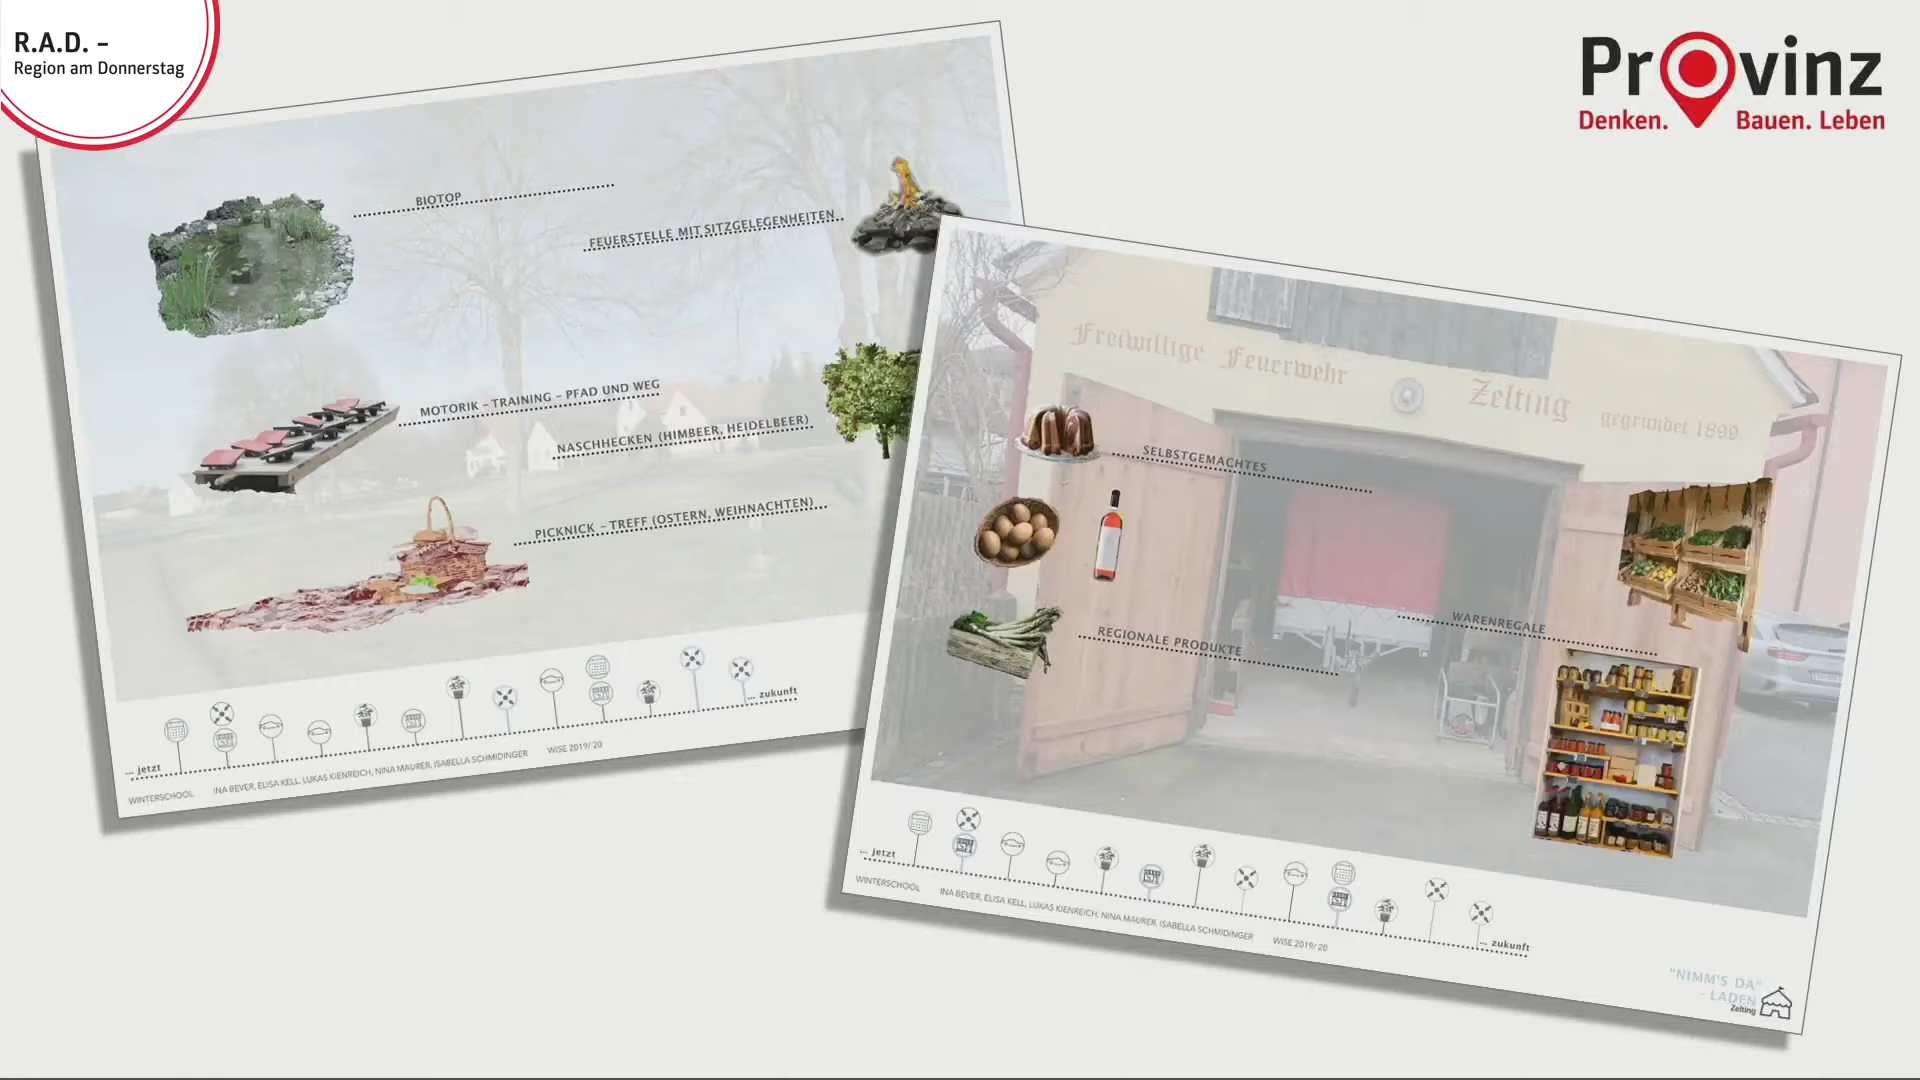 R.A.D. –
Region am Donnerstag
Provinz
Denken. Bauen. Leben
BIOTOP
FEUERSTELLE MIT SITZGELEGENHEITEN
MOTORIK – TRAINING – PFAD UND WEG
NASCHHECKEN (HIMBEER, HEIDELBEER)
PICKNICK – TREFF (OSTERN, WEIHNACHTEN)
... jetzt
... zukunft
WINTERSCHOOL INA BEVER, ELISA KELL, LUKAS KIENREICH, NINA MAURER, ISABELLA SCHMIDINGER WISE 2019/ 20
Freiwillige Feuerwehr Zelting gegründet 1899
SELBSTGEMACHTES
REGIONALE PRODUKTE
WARENREGALE
... jetzt
... zukunft
WINTERSCHOOL INA BEVER, ELISA KELL, LUKAS KIENREICH, NINA MAURER, ISABELLA SCHMIDINGER WISE 2019/ 20
"NIMM'S DA"
- LADEN
Zelting